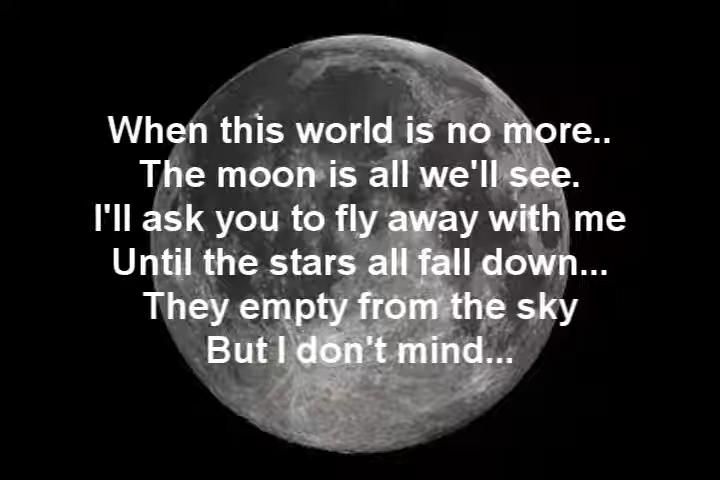 When this world is no more..
The moon is all we'll see.
I'll ask you to fly away with me
Until the stars all fall down...
They empty from the sky
But I don't mind...